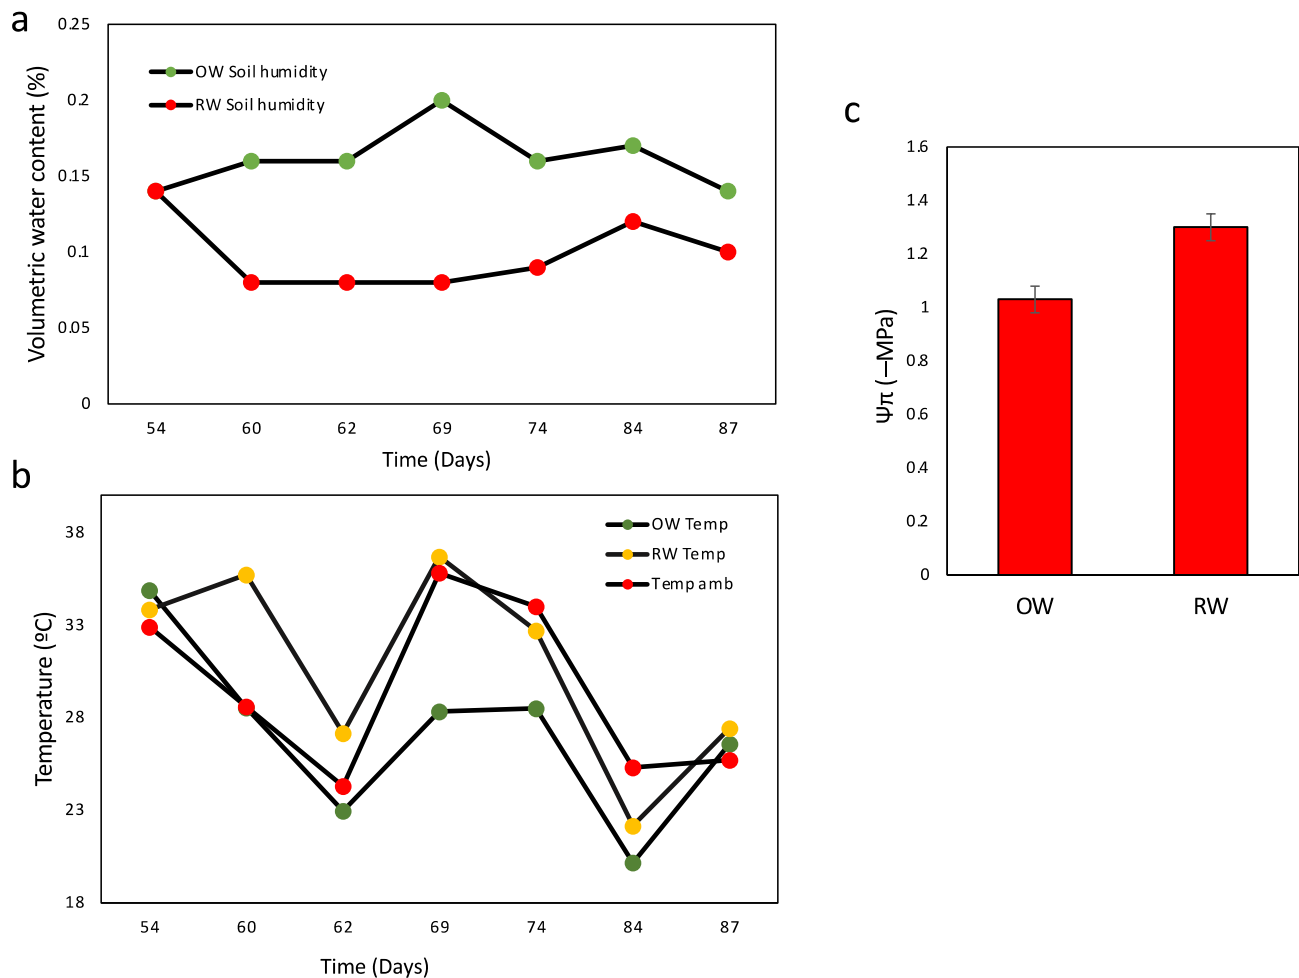 a
Volumetric water content (%)
0.25
0.2
0.15
0.1
0.05
0
OW Soil humidity
RW Soil humidity
54 60 62 69 74 84 87
Time (Days)
b
Temperature (ºC)
38
33
28
23
18
OW Temp
RW Temp
Temp amb
54 60 62 69 74 84 87
Time (Days)
c
Ψπ (—MPa)
1.6
1.4
1.2
1
0.8
0.6
0.4
0.2
0
OW RW